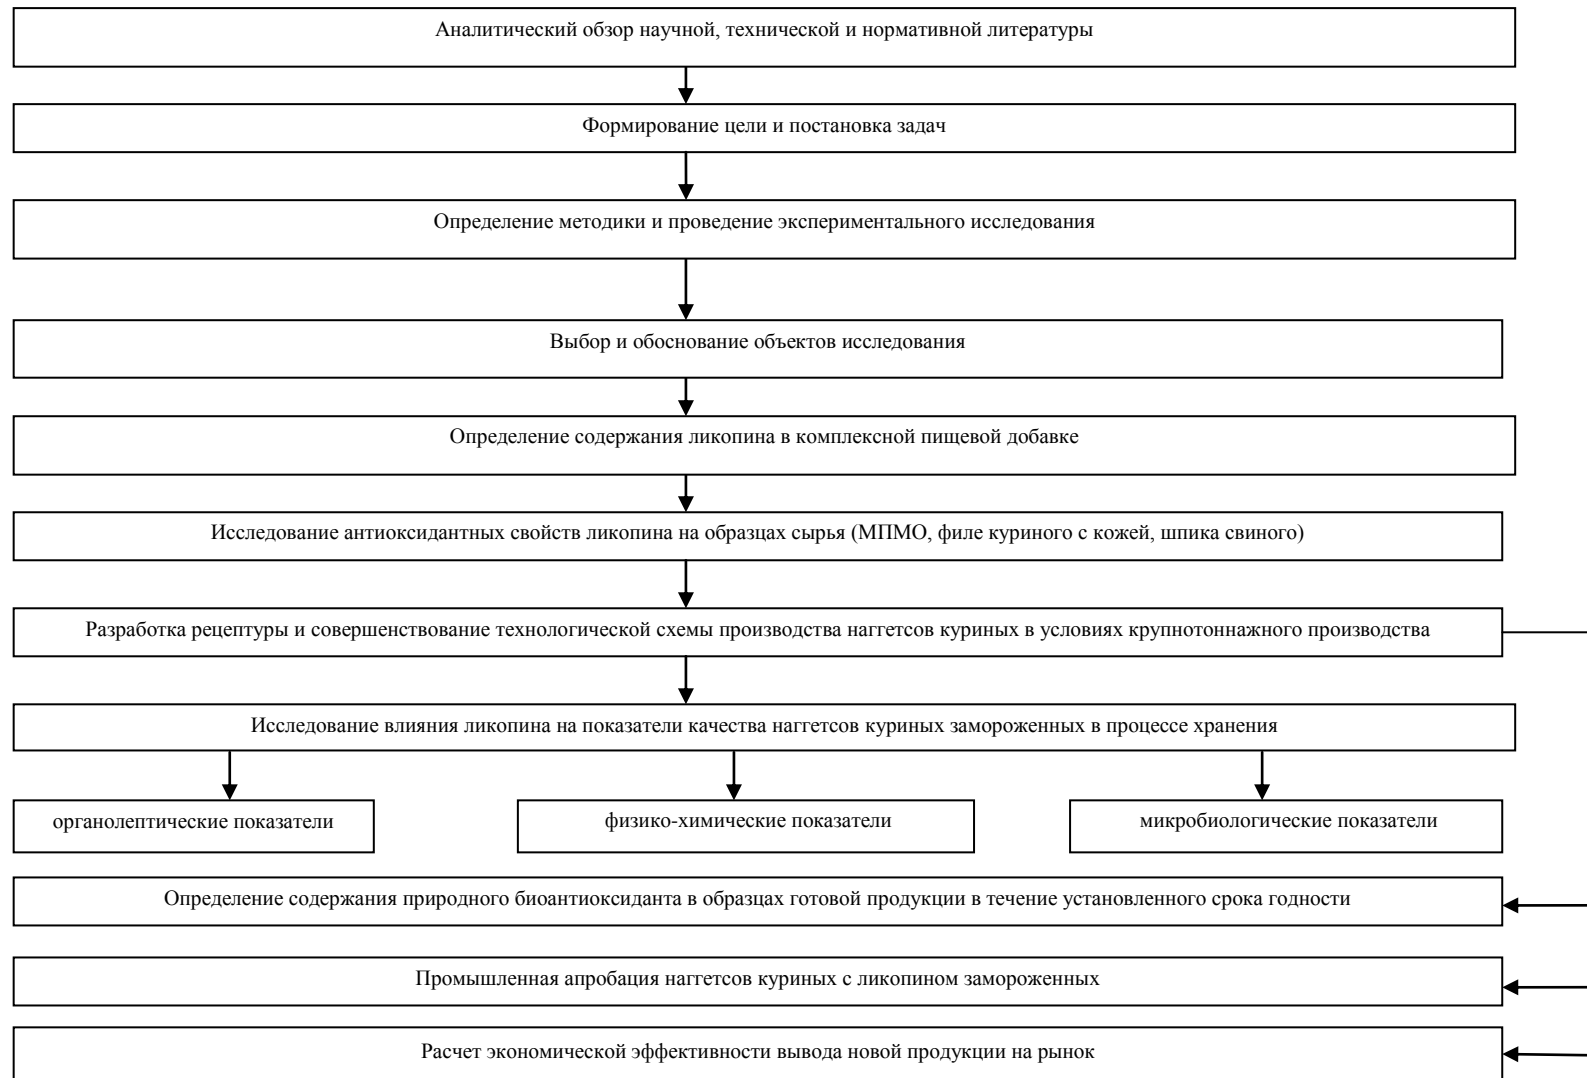 Аналитический обзор научной, технической и нормативной литературы
Формирование цели и постановка задач
Определение методики и проведение экспериментального исследования
Выбор и обоснование объектов исследования
Определение содержания ликопина в комплексной пищевой добавке
Исследование антиоксидантных свойств ликопина на образцах сырья (МПМО, филе куриного с кожей, шпика свиного)
Разработка рецептуры и совершенствование технологической схемы производства наггетсов куриных в условиях крупнотоннажного производства
Исследование влияния ликопина на показатели качества наггетсов куриных замороженных в процессе хранения
органолептические показатели
физико-химические показатели
микробиологические показатели
Определение содержания природного биоантиоксиданта в образцах готовой продукции в течение установленного срока годности
Промышленная апробация наггетсов куриных с ликопином замороженных
Расчет экономической эффективности вывода новой продукции на рынок